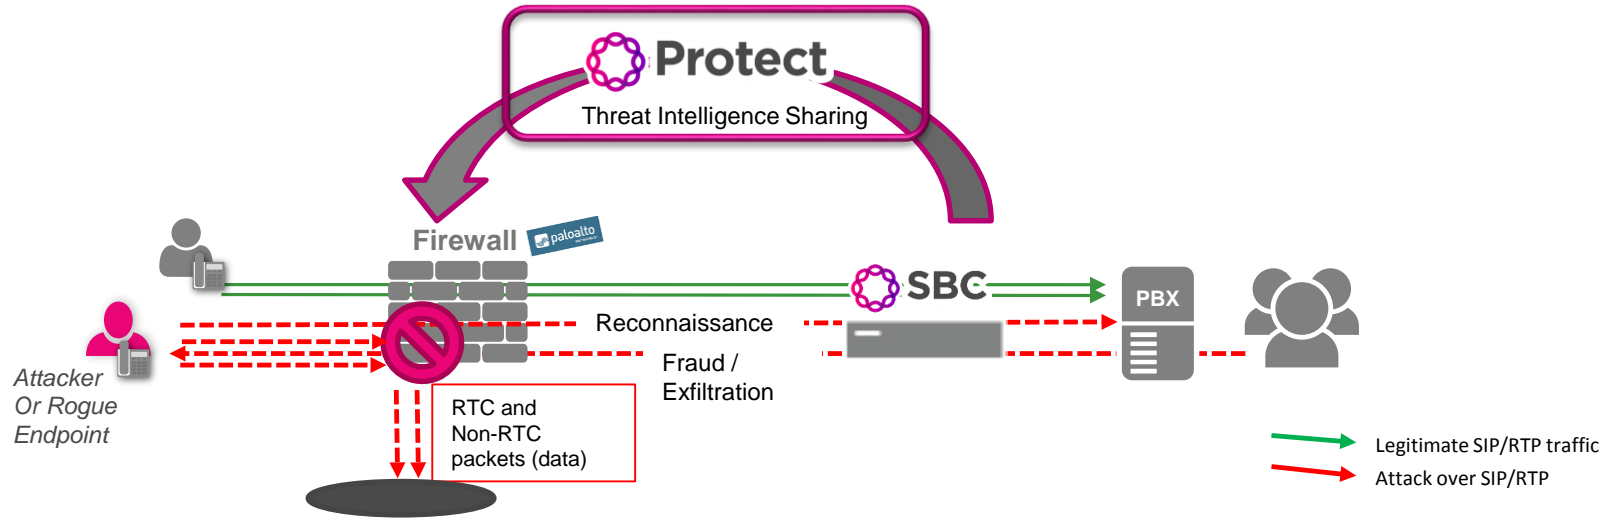 Protect
Threat Intelligence Sharing
Firewall
paloalto
SBC
PBX
Reconnaissance
Fraud /
Exfiltration
Attacker
Or Rogue
Endpoint
RTC and
Non-RTC
packets (data)
Legitimate SIP/RTP traffic
Attack over SIP/RTP